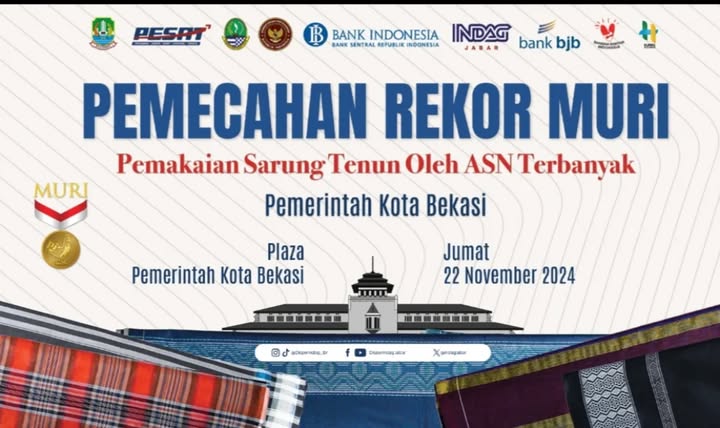 PESAT
BANK INDONESIA
BANK SENTRAL REPUBLIK INDONESIA
INDAG
JABAR
bank bjb
PEMECAHAN REKOR MURI
Pemakaian Sarung Tenun Oleh ASN Terbanyak
MURI
Pemerintah Kota Bekasi
Plaza
Pemerintah Kota Bekasi
Jumat
22 November 2024